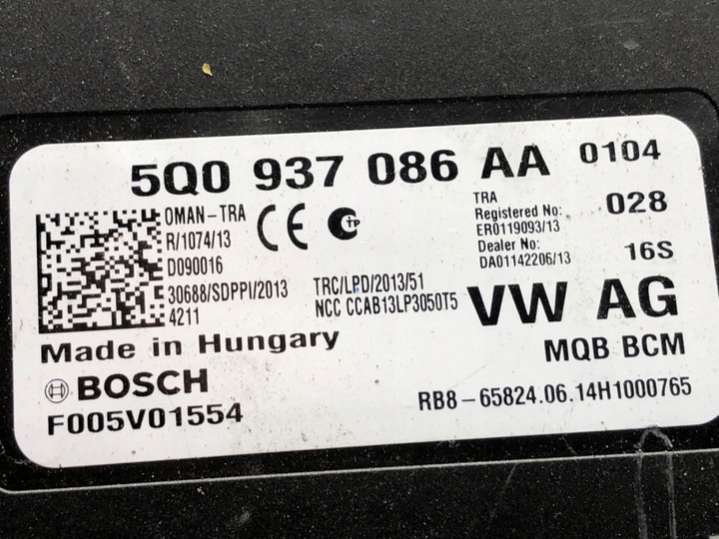 5Q0 937 086 AA 0104
OMAN-TRA
R/1074/13
D090016
30688/SDPPI/2013
4211
CE
TP
TRC/LPD/2013/51
NCC CCAB13LP3050T5
TRA
Registered No:
ER0119093/13
Dealer No:
DA01142206/13
028
16S
VW AG
MQB BCM
Made in Hungary
BOSCH
F005V01554
RB8-65824.06.14H1000765